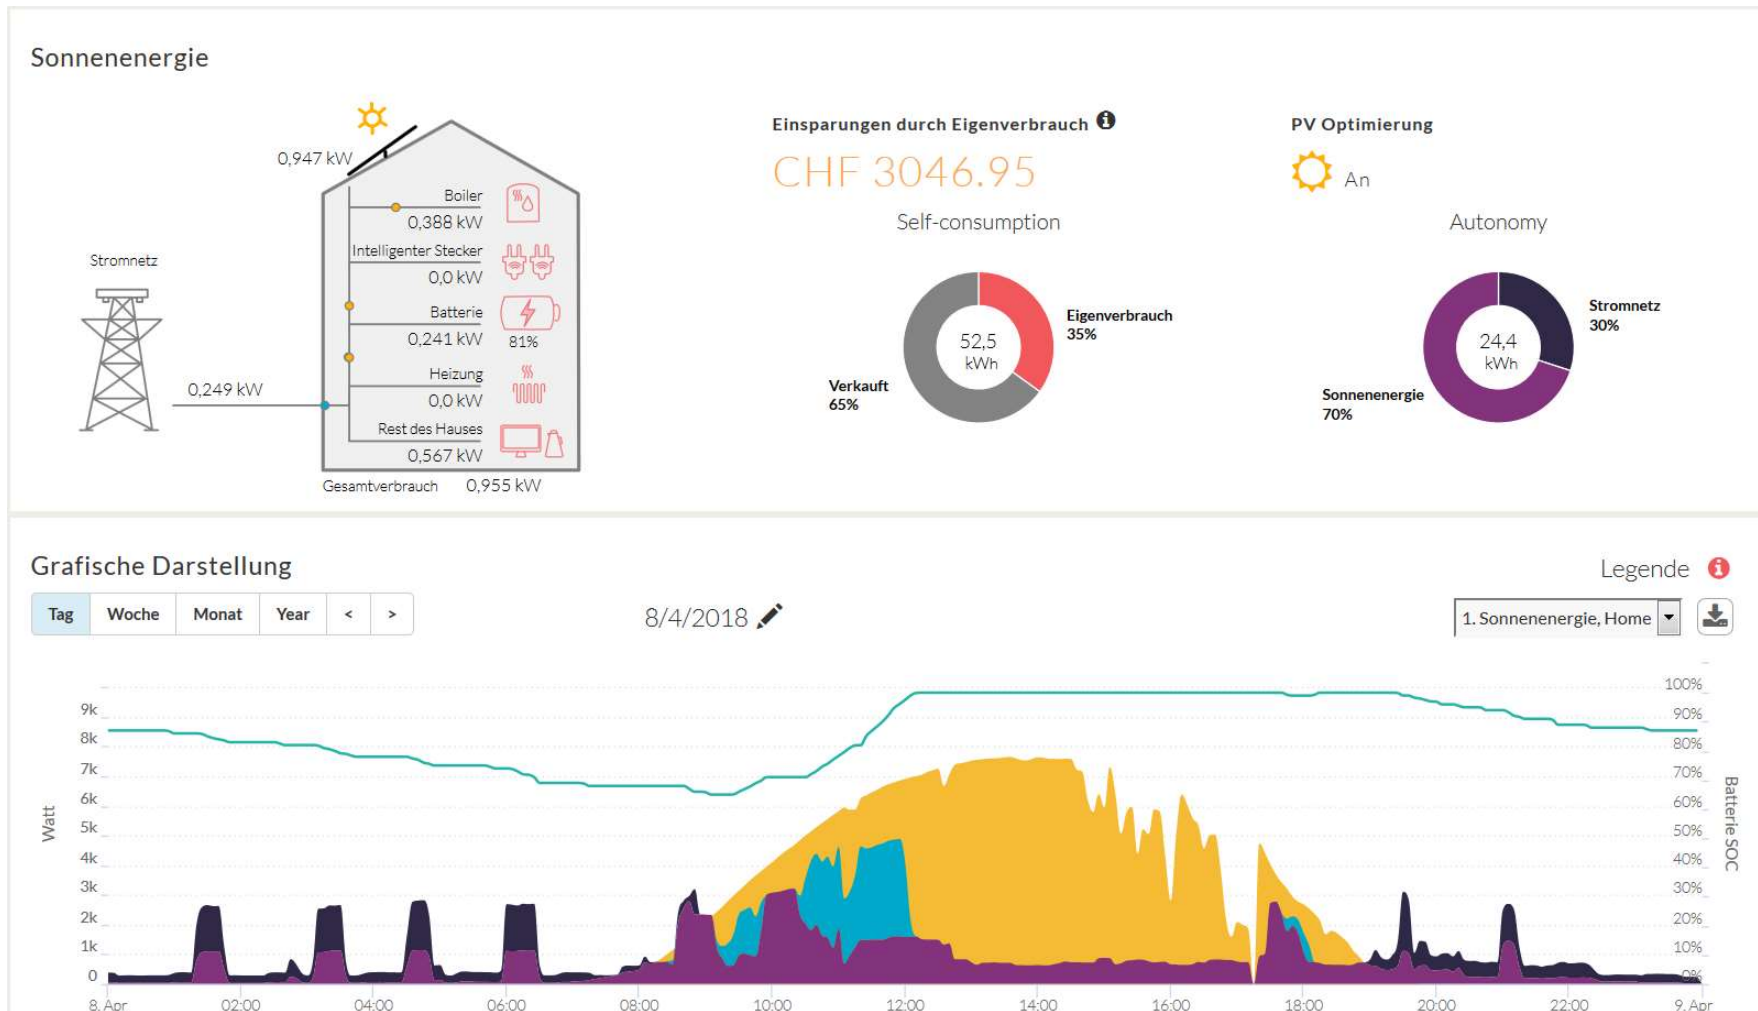 Sonnenenergie
0,947 kW
Boiler
0,388 kW
Intelligenter Stecker
0,0 kW
Batterie
0,241 kW
81%
Heizung
0,0 kW
Rest des Hauses
0,567 kW
Gesamtverbrauch 0,955 kW
Stromnetz
0,249 kW
Einsparungen durch Eigenverbrauch
CHF 3046.95
Self-consumption
52,5
kWh
Eigenverbrauch
35%
Verkauft
65%
PV Optimierung
An
Autonomy
24,4
kWh
Stromnetz
30%
Sonnenenergie
70%
Grafische Darstellung
Legende
Tag Woche Monat Year < >
8/4/2018
1. Sonnenenergie, Home
Watt
9k
8k
7k
6k
5k
4k
3k
2k
1k
0
100%
90%
80%
70%
60%
50%
40%
30%
20%
10%
0%
Batterie SOC
8. Apr 02:00 04:00 06:00 08:00 10:00 12:00 14:00 16:00 18:00 20:00 22:00 9. Apr